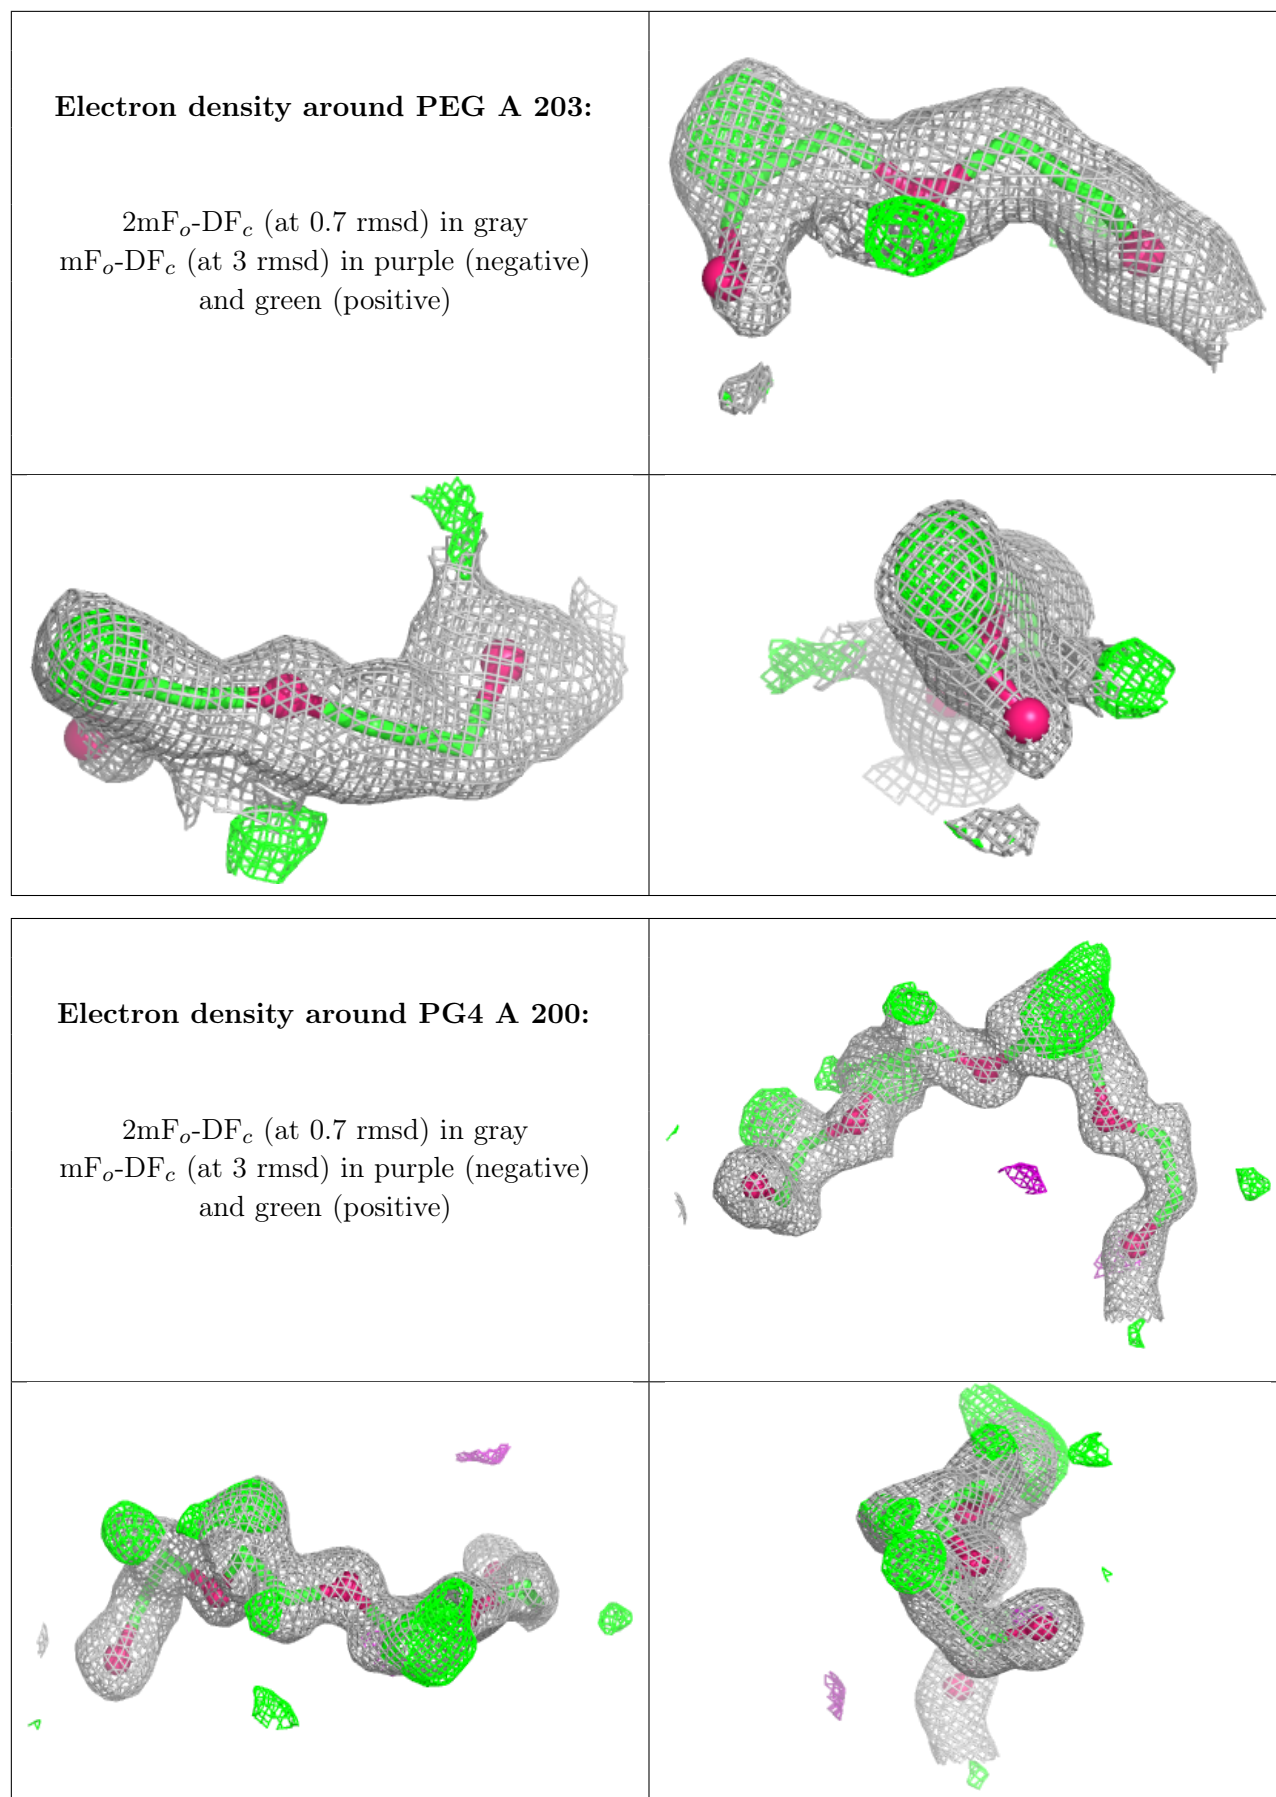 Electron density around PEG A 203:
2mFo-DFc (at 0.7 rmsd) in gray
mFo-DFc (at 3 rmsd) in purple (negative)
and green (positive)
Electron density around PG4 A 200:
2mFo-DFc (at 0.7 rmsd) in gray
mFo-DFc (at 3 rmsd) in purple (negative)
and green (positive)